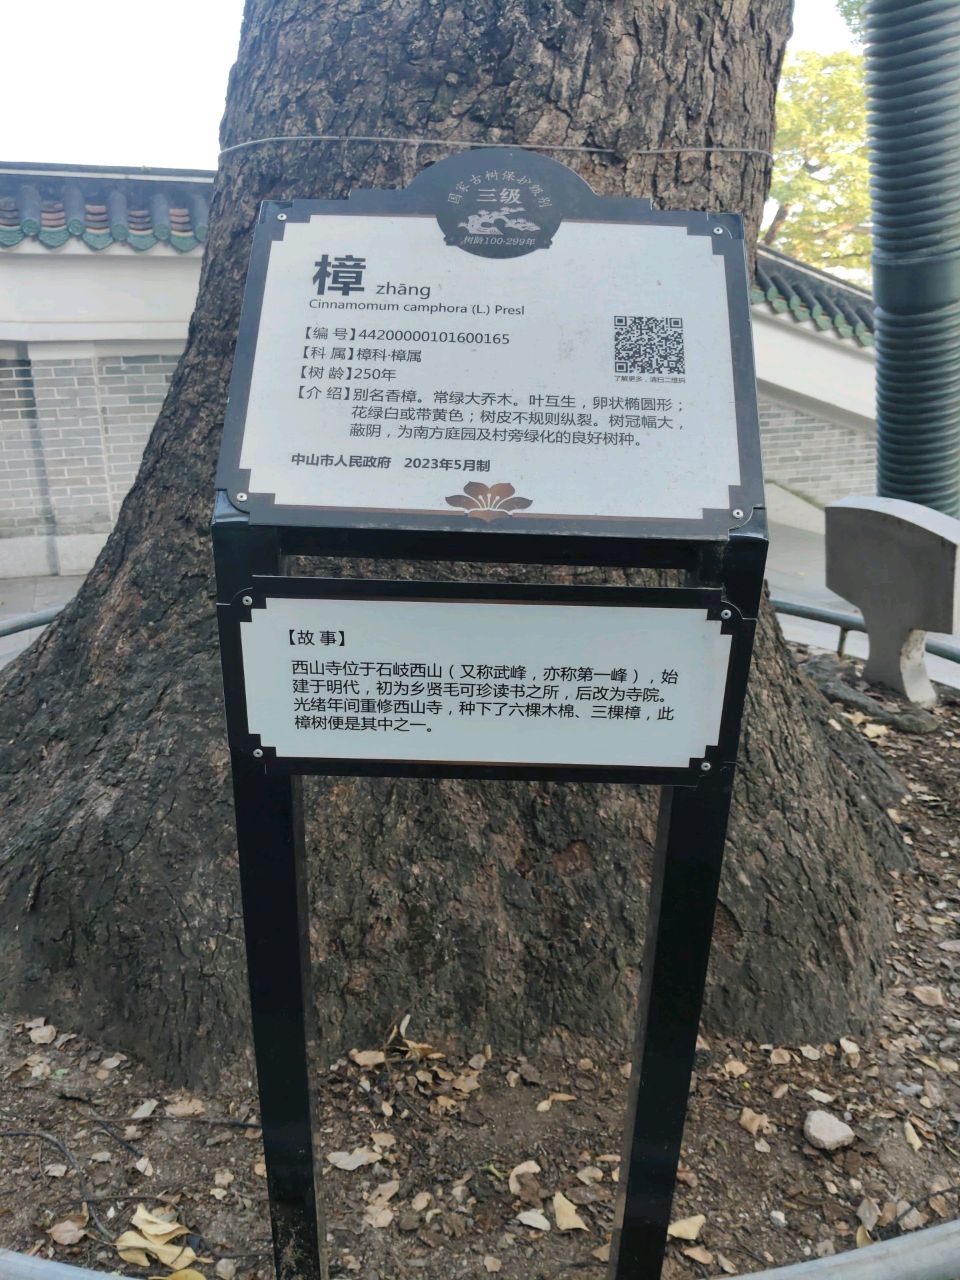 国家古树保护级别
三级
树龄100-299年
樟 zhāng
Cinnamomum camphora (L.) Presl
【编 号】44200000101600165
【科 属】樟科·樟属
【树 龄】250年
【介 绍】别名香樟。常绿大乔木。叶互生，卵状椭圆形；
花绿白或带黄色；树皮不规则纵裂。树冠幅大，
蔽阴，为南方庭园及村旁绿化的良好树种。
了解更多，请扫二维码
中山市人民政府 2023年5月制
【故 事】
西山寺位于石岐西山（又称武峰，亦称第一峰），始
建于明代，初为乡贤毛可珍读书之所，后改为寺院。
光绪年间重修西山寺，种下了六棵木棉、三棵樟，此
樟树便是其中之一。